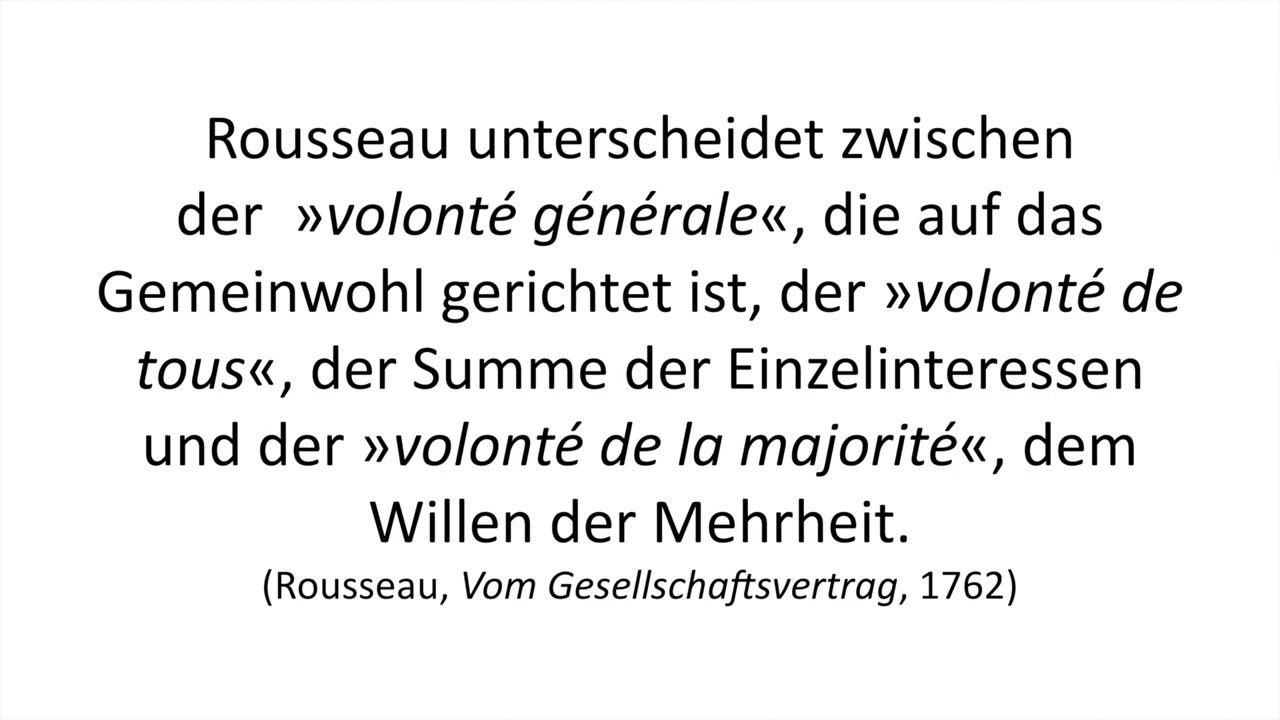 Rousseau unterscheidet zwischen
der »volonté générale«, die auf das
Gemeinwohl gerichtet ist, der »volonté de
tous«, der Summe der Einzelinteressen
und der »volonté de la majorité«, dem
Willen der Mehrheit.
(Rousseau, Vom Gesellschaftsvertrag, 1762)